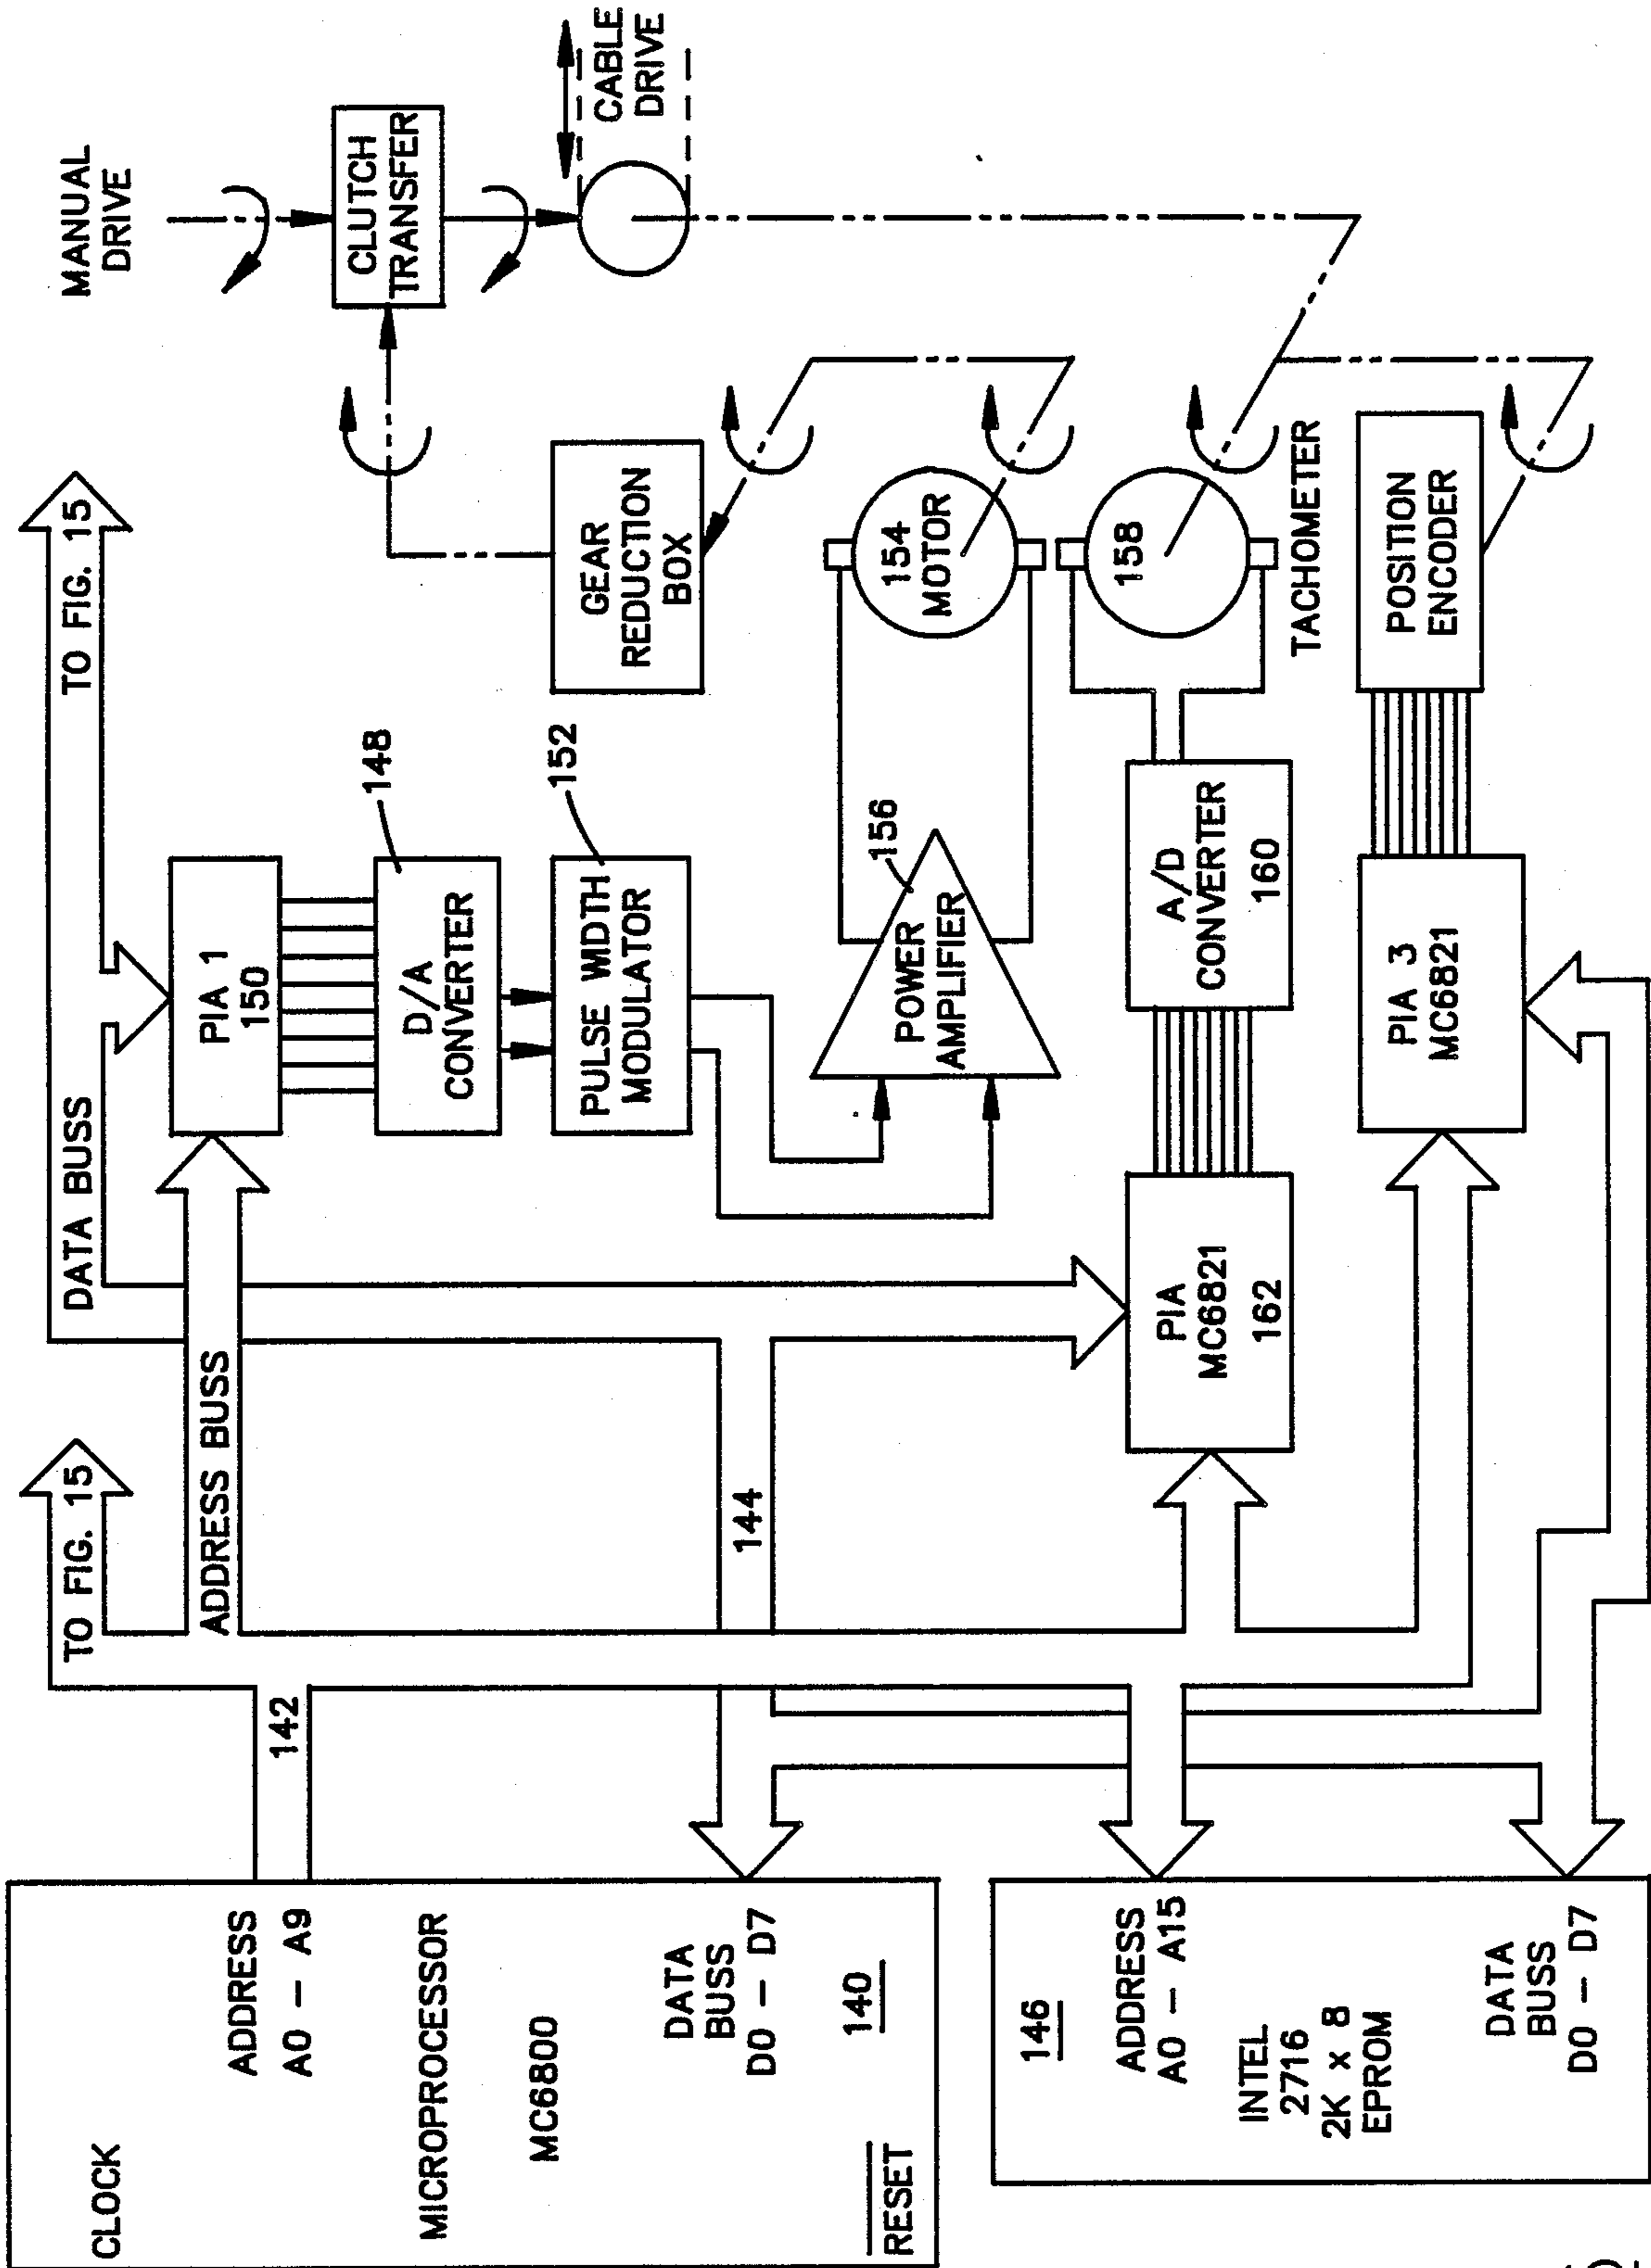 CLOCK
ADDRESS
A0 – A9
MICROPROCESSOR
MC6800
DATA
BUSS
D0 – D7
140
RESET
146
ADDRESS
A0 – A15
INTEL
2716
2K x 8
EPROM
DATA
BUSS
D0 – D7
142
144
TO FIG. 15
ADDRESS BUSS
DATA BUSS
TO FIG. 15
PIA 1
150
D/A
CONVERTER
148
PULSE WIDTH
MODULATOR
152
POWER
AMPLIFIER
156
PIA
MC6821
162
A/D
CONVERTER
160
PIA 3
MC6821
GEAR
REDUCTION
BOX
154
MOTOR
158
TACHOMETER
POSITION
ENCODER
MANUAL
DRIVE
CLUTCH
TRANSFER
CABLE
DRIVE